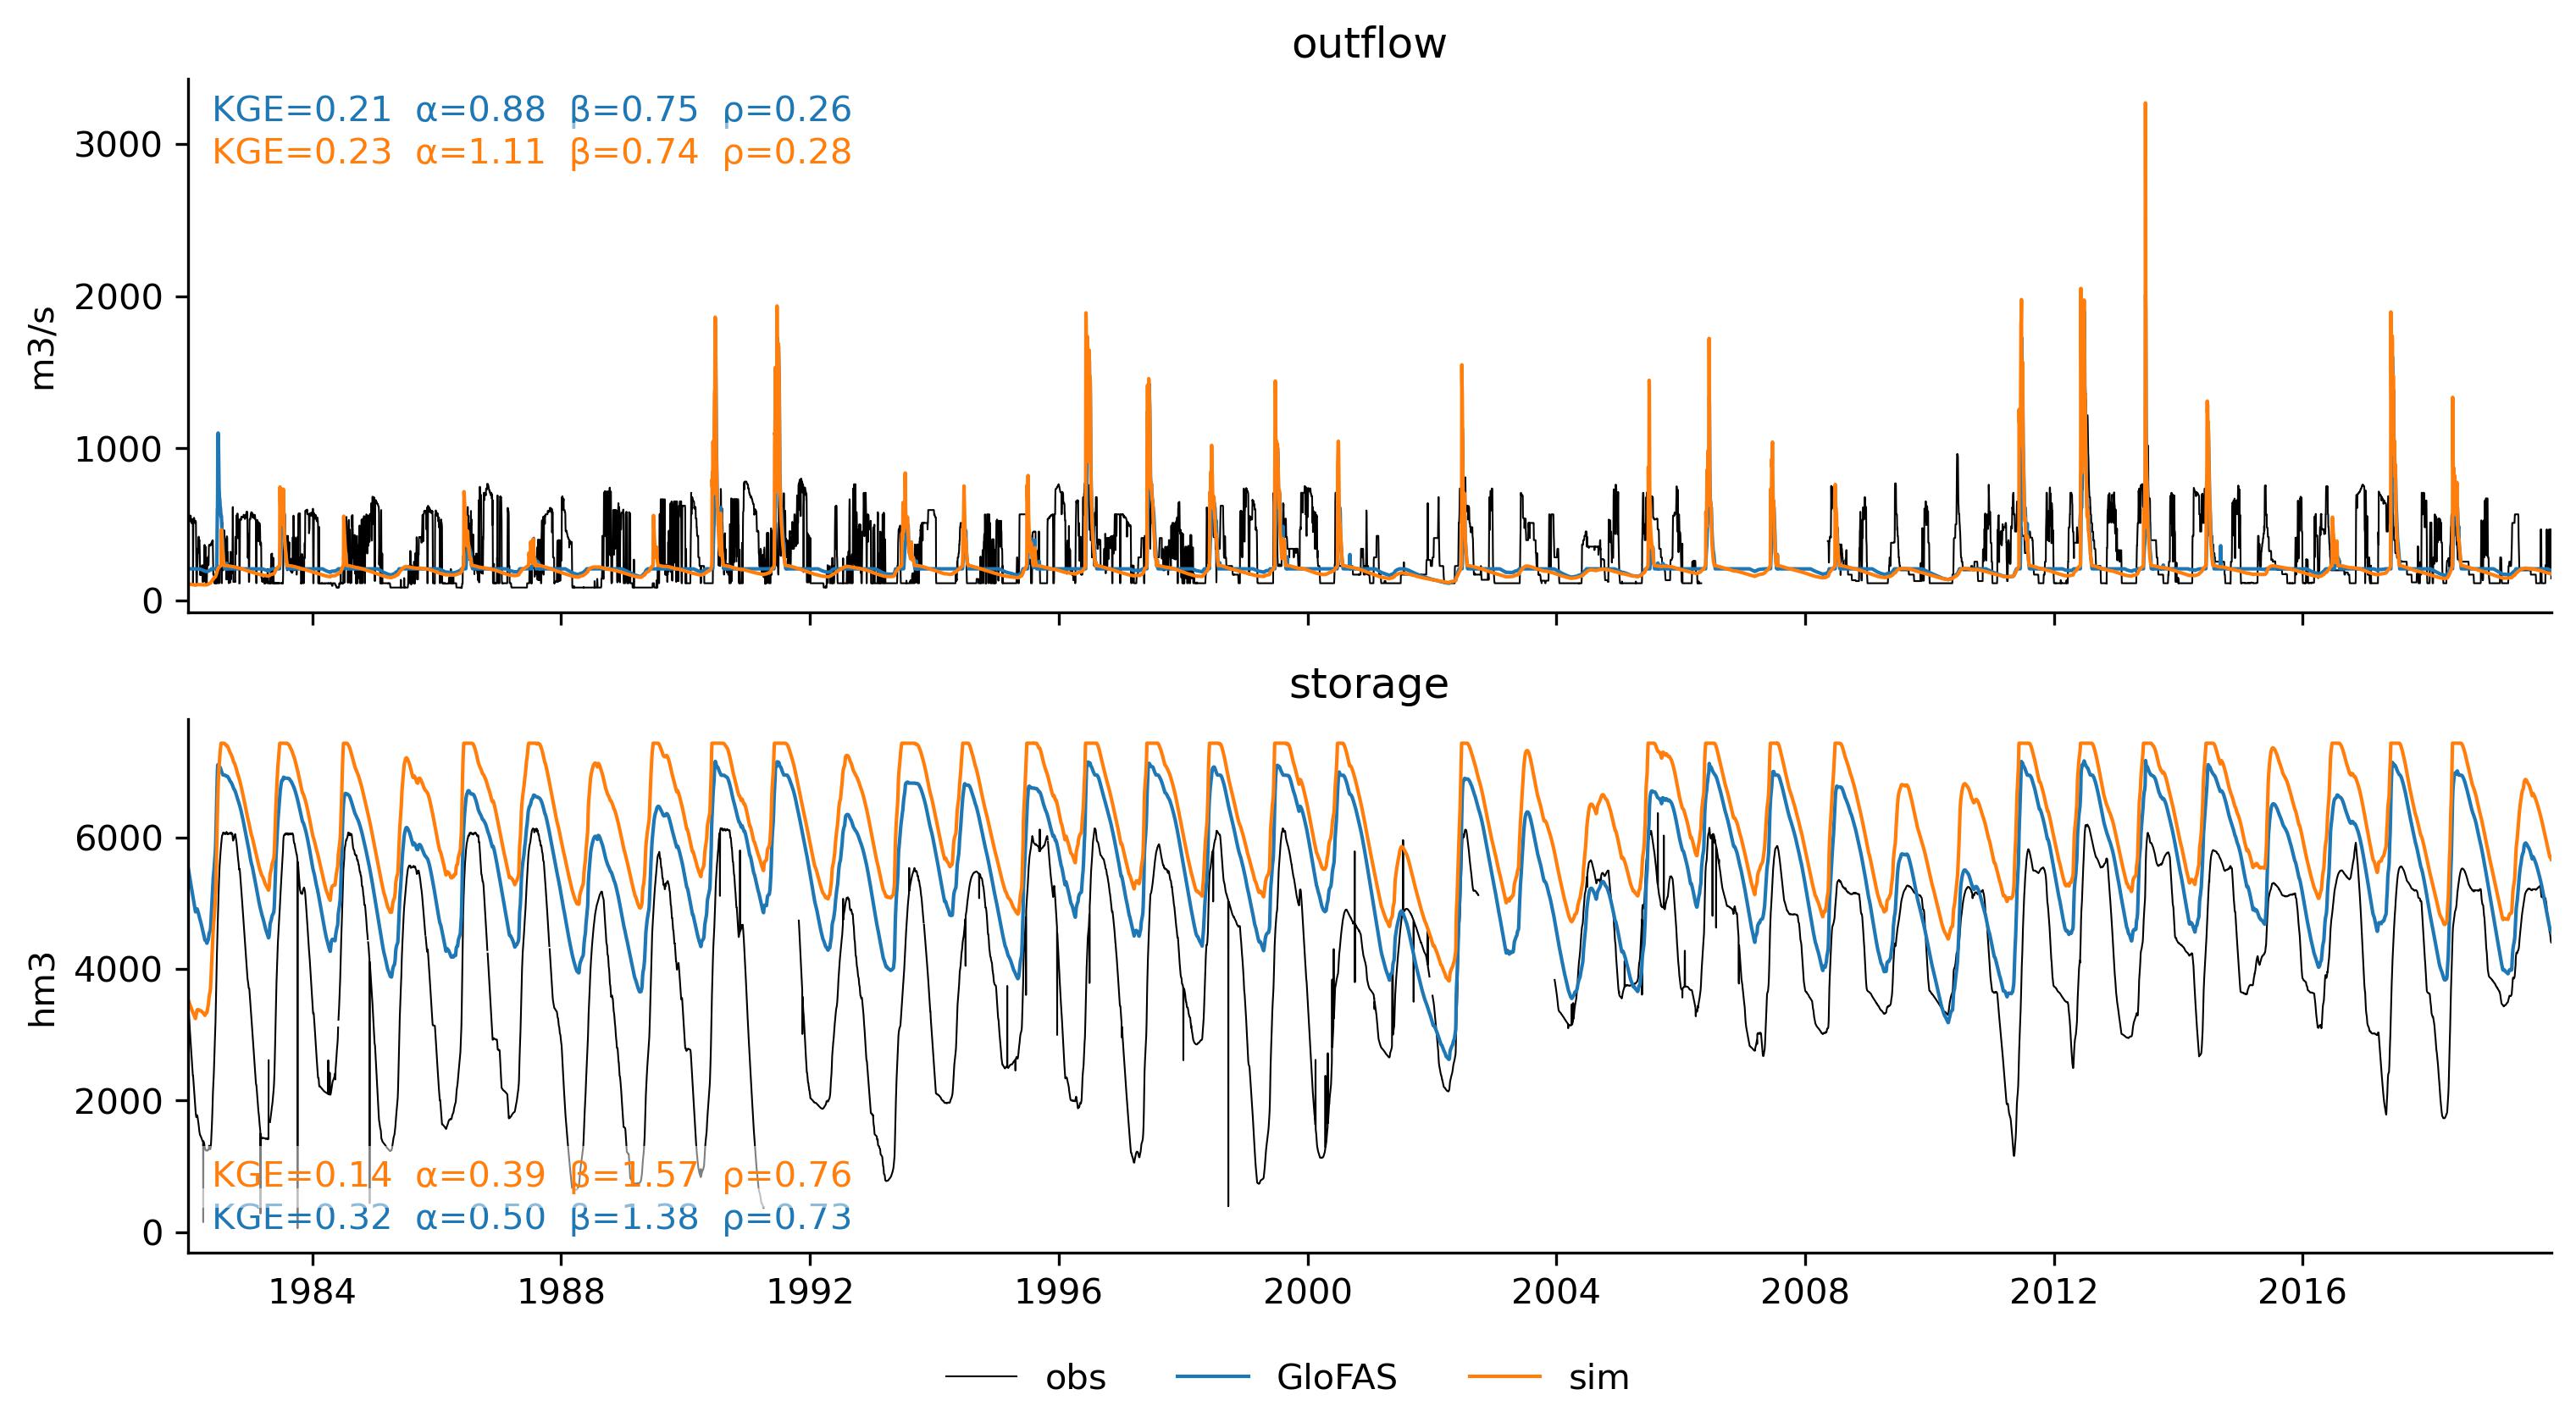 outflow
KGE=0.21 α=0.88 β=0.75 ρ=0.26
KGE=0.23 α=1.11 β=0.74 ρ=0.28
3000
2000
1000
0
m3/s
storage
6000
4000
2000
0
hm3
KGE=0.14 α=0.39 β=1.57 ρ=0.76
KGE=0.32 α=0.50 β=1.38 ρ=0.73
1984 1988 1992 1996 2000 2004 2008 2012 2016
obs GloFAS sim